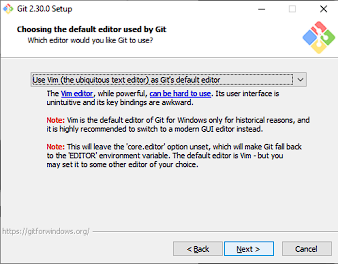 Git 2.30.0 Setup
Choosing the default editor used by Git
Which editor would you like Git to use?
Use Vim (the ubiquitous text editor) as Git's default editor
The Vim editor, while powerful, can be hard to use. Its user interface is
unintuitive and its key bindings are awkward.
Note: Vim is the default editor of Git for Windows only for historical reasons, and
it is highly recommended to switch to a modern GUI editor instead.
Note: This will leave the 'core.editor' option unset, which will make Git fall back
to the 'EDITOR' environment variable. The default editor is Vim - but you
may set it to some other editor of your choice.
https://gitforwindows.org/
< Back
Next >
Cancel